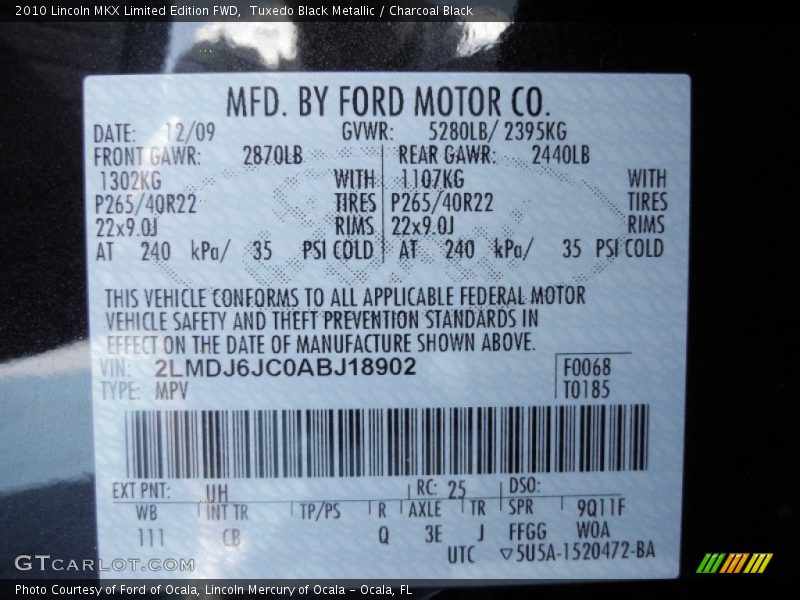 2010 Lincoln MKX Limited Edition FWD, Tuxedo Black Metallic / Charcoal Black
MFD. BY FORD MOTOR CO.
DATE: 12/09 GVWR: 5280LB/ 2395KG
FRONT GAWR: 2870LB REAR GAWR: 2440LB
1302KG WITH 1107KG WITH
P265/40R22 TIRES P265/40R22 TIRES
22x9.0J RIMS 22x9.0J RIMS
AT 240 kPa/ 35 PSI COLD AT 240 kPa/ 35 PSI COLD
THIS VEHICLE CONFORMS TO ALL APPLICABLE FEDERAL MOTOR
VEHICLE SAFETY AND THEFT PREVENTION STANDARDS IN
EFFECT ON THE DATE OF MANUFACTURE SHOWN ABOVE.
VIN: 2LMDJ6JC0ABJ18902 F0068
TYPE: MPV T0185
EXT PNT: UH RC: 25 DSO:
WB INT TR TP/PS R AXLE TR SPR 9Q11F
111 CB Q 3E J FFGG W0A
UTC ▽5U5A-1520472-BA
GTCARLOT.COM
Photo Courtesy of Ford of Ocala, Lincoln Mercury of Ocala – Ocala, FL